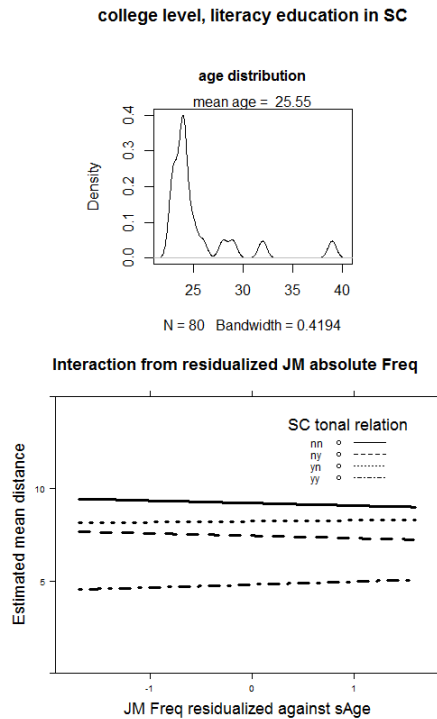 college level, literacy education in SC
age distribution
mean age = 25.55
Density
0.0 0.1 0.2 0.3 0.4
25 30 35 40
N = 80 Bandwidth = 0.4194
Interaction from residualized JM absolute Freq
-1 0 1
SC tonal relation
nn
ny
yn
yy
Estimated mean distance
10
5
-1 0 1
JM Freq residualized against sAge